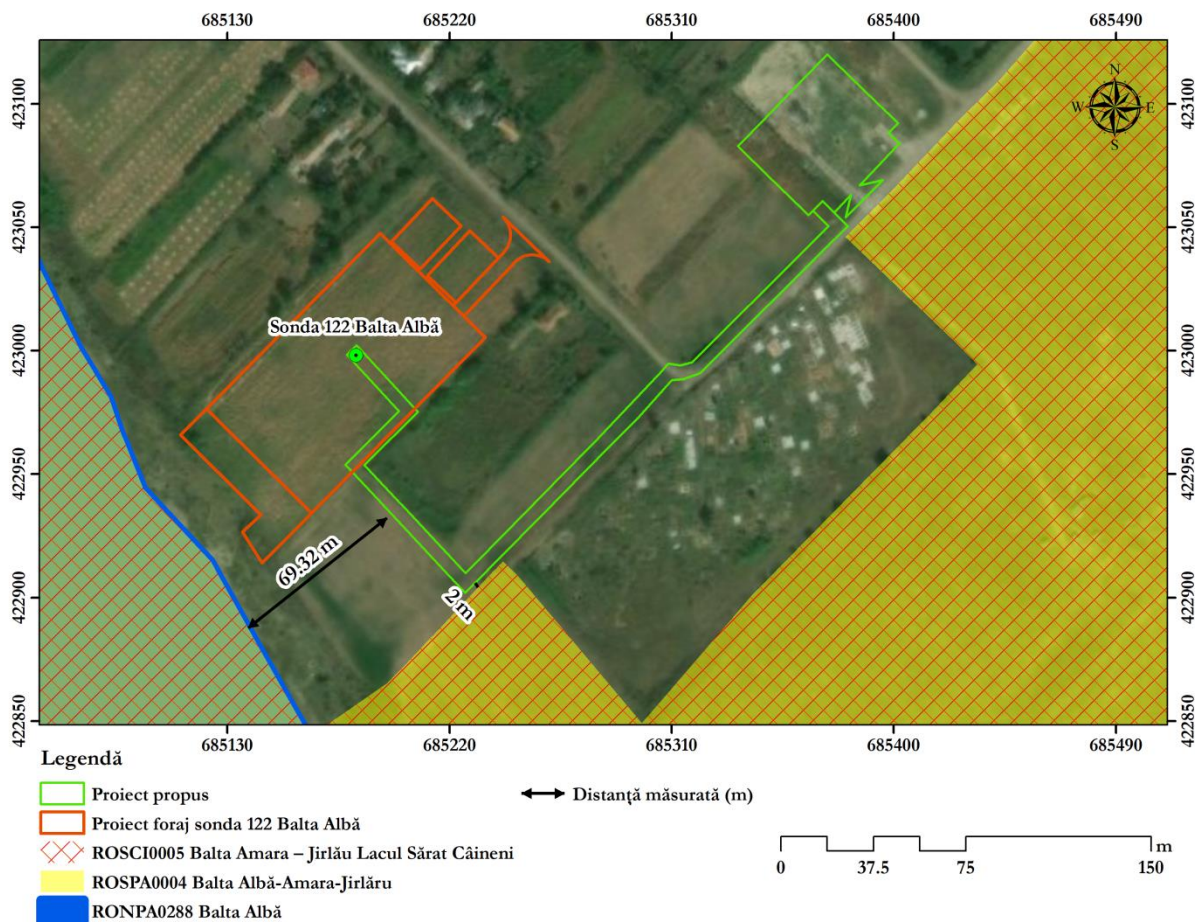 685130 685220 685310 685400 685490
423100 423100
N
W E
S
423050 423050
Sonda 122 Balta Albă
423000 423000
422950 422950
69.32 m
422900 422900
2 m
422850 422850
685130 685220 685310 685400 685490
Legendă
Proiect propus
Distanță măsurată (m)
Proiect foraj sonda 122 Balta Albă
ROSCI0005 Balta Amara – Jirlău Lacul Sărat Câineni
ROSPA0004 Balta Albă-Amara-Jirlăru
RONPA0288 Balta Albă
m
0 37.5 75 150